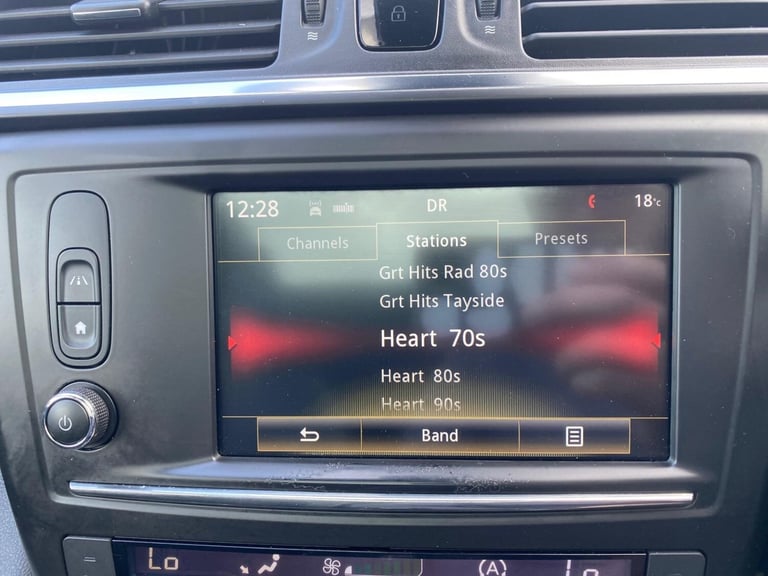 12:28 DR 18°C
Channels Stations Presets
Grt Hits Rad 80s
Grt Hits Tayside
Heart 70s
Heart 80s
Heart 90s
Band
Lo (A) Lo